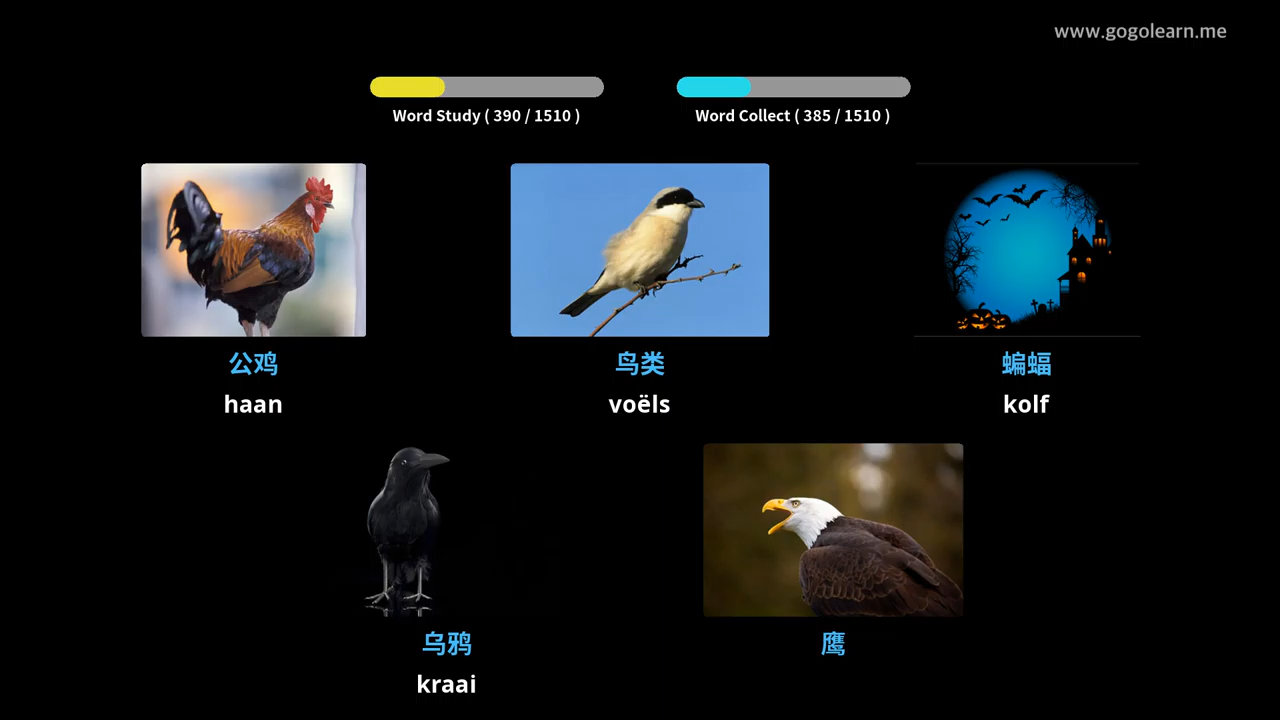 www.gogolearn.me
Word Study ( 390 / 1510 )
Word Collect ( 385 / 1510 )
公鸡
haan
鸟类
voëls
蝙蝠
kolf
乌鸦
kraai
鹰